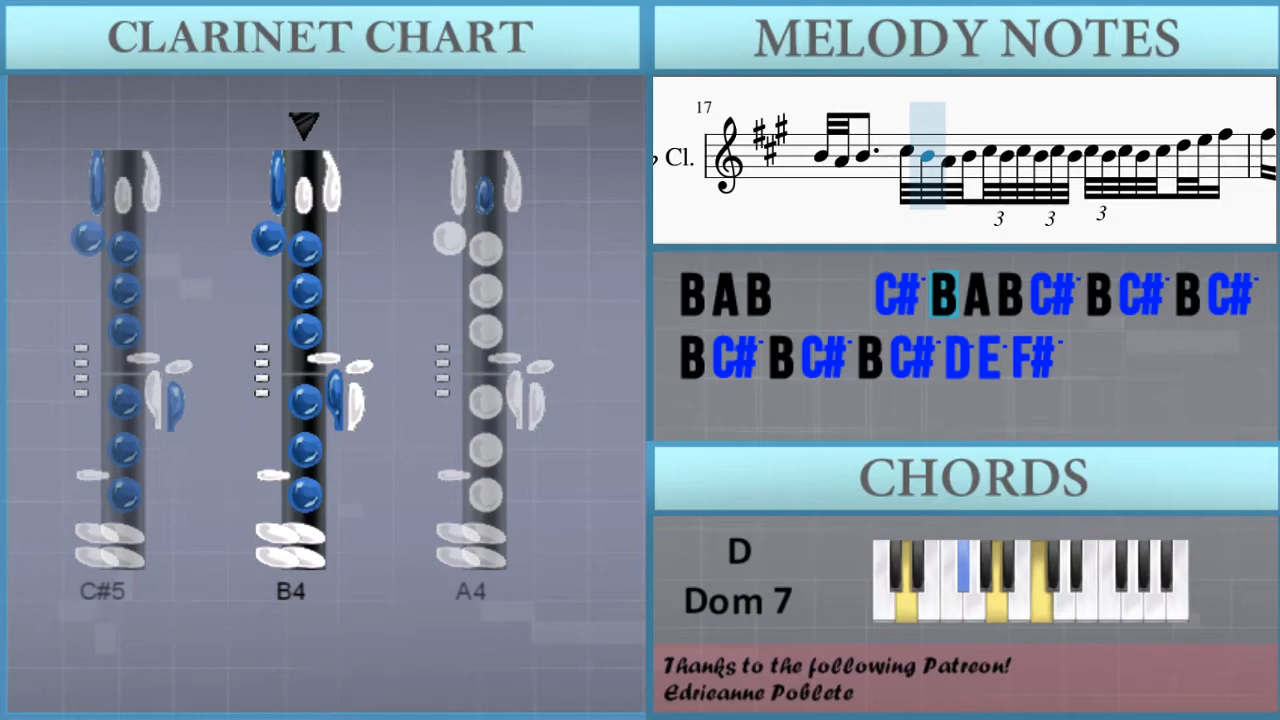 CLARINET CHART
C#5 B4 A4
MELODY NOTES
17
b Cl.
3 3 3
BAB C#- B A B C#- B C#- B C#-
B C#- B C#- B C#- D- E- F#-
CHORDS
D
Dom 7
Thanks to the following Patreon!
Edrieanne Poblete